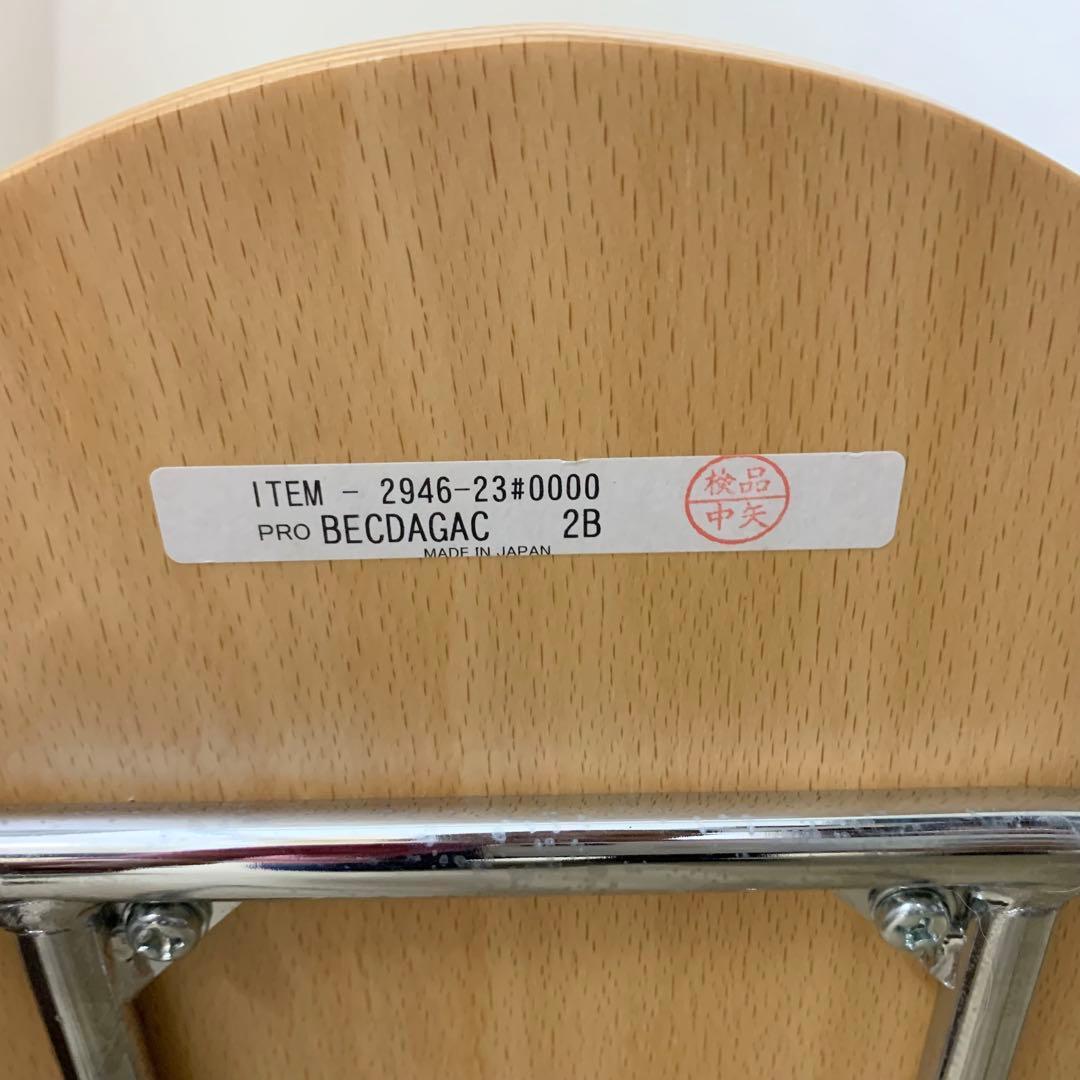 ITEM - 2946-23#0000
PRO BECDAGAC 2B
MADE IN JAPAN
検品
中矢